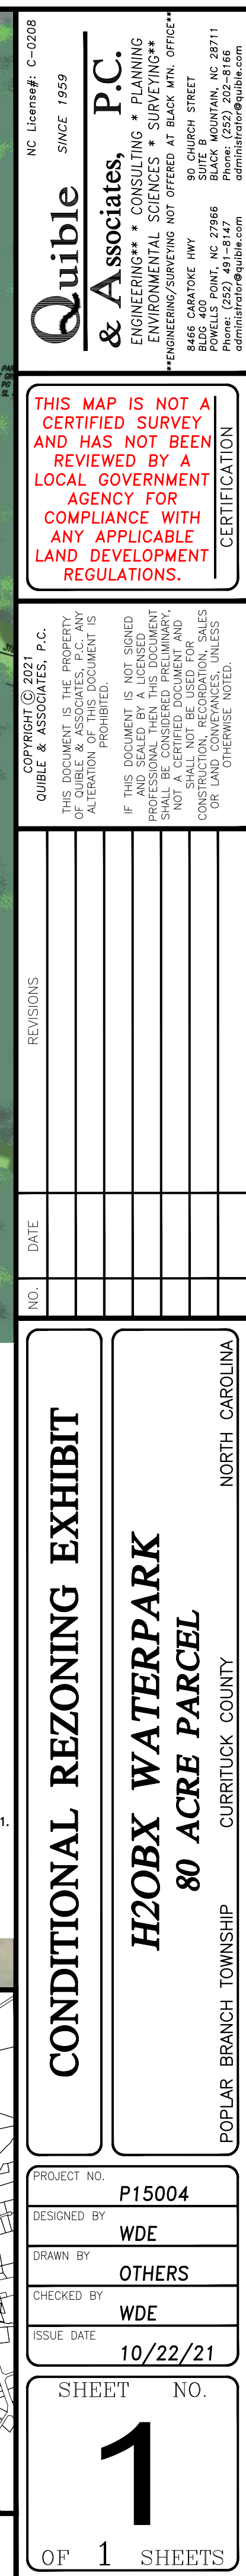 NC License#: C-0208
Quible
SINCE 1959
& Associates, P.C.
ENGINEERING** * CONSULTING * PLANNING
ENVIRONMENTAL SCIENCES * SURVEYING**
**ENGINEERING/SURVEYING NOT OFFERED AT BLACK MTN. OFFICE**
8466 CARATOKE HWY
BLDG 400
POWELLS POINT, NC 27966
Phone: (252) 491-8147
administrator@quible.com
90 CHURCH STREET
SUITE B
BLACK MOUNTAIN, NC 28711
Phone: (252) 202-8166
administrator@quible.com
THIS MAP IS NOT A
CERTIFIED SURVEY
AND HAS NOT BEEN
REVIEWED BY A
LOCAL GOVERNMENT
AGENCY FOR
COMPLIANCE WITH
ANY APPLICABLE
LAND DEVELOPMENT
REGULATIONS.
CERTIFICATION
COPYRIGHT © 2021
QUIBLE & ASSOCIATES, P.C.
THIS DOCUMENT IS THE PROPERTY
OF QUIBLE & ASSOCIATES, P.C. ANY
ALTERATION OF THIS DOCUMENT IS
PROHIBITED.
IF THIS DOCUMENT IS NOT SIGNED
AND SEALED BY A LICENSED
PROFESSIONAL THEN THIS DOCUMENT
SHALL BE CONSIDERED PRELIMINARY,
NOT A CERTIFIED DOCUMENT AND
SHALL NOT BE USED FOR
CONSTRUCTION, RECORDATION, SALES
OR LAND CONVEYANCES, UNLESS
OTHERWISE NOTED.
NO. DATE REVISIONS
CONDITIONAL REZONING EXHIBIT
H2OBX WATERPARK
80 ACRE PARCEL
POPLAR BRANCH TOWNSHIP CURRITUCK COUNTY NORTH CAROLINA
PROJECT NO.
P15004
DESIGNED BY
WDE
DRAWN BY
OTHERS
CHECKED BY
WDE
ISSUE DATE
10/22/21
SHEET NO.
1
OF 1 SHEETS
1.